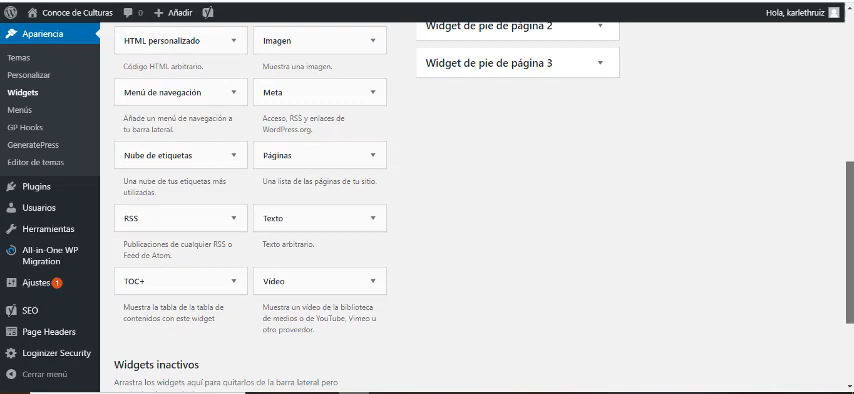 Conoce de Culturas 0 Añadir Hola, karlethruiz
Apariencia
Temas
Personalizar
Widgets
Menús
GP Hooks
GeneratePress
Editor de temas
Plugins
Usuarios
Herramientas
All-in-One WP
Migration
Ajustes 1
SEO
Page Headers
Loginizer Security
Cerrar menú
HTML personalizado
Código HTML arbitrario.
Imagen
Muestra una imagen.
Menú de navegación
Añade un menú de navegación a
tu barra lateral.
Meta
Acceso, RSS y enlaces de
WordPress.org.
Nube de etiquetas
Una nube de tus etiquetas más
utilizadas.
Páginas
Una lista de las páginas de tu sitio.
RSS
Publicaciones de cualquier RSS o
Feed de Atom.
Texto
Texto arbitrario.
TOC+
Muestra la tabla de la tabla de
contenidos con este widget
Vídeo
Muestra un vídeo de la biblioteca
de medios o de YouTube, Vimeo u
otro proveedor.
Widget de pie de página 2
Widget de pie de página 3
Widgets inactivos
Arrastra los widgets aquí para quitarlos de la barra lateral pero